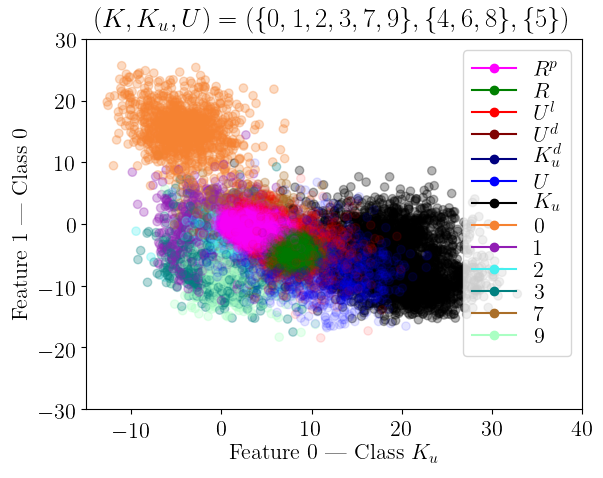 (K, K_u, U) = ({0, 1, 2, 3, 7, 9}, {4, 6, 8}, {5})
30
20
10
0
−10
−20
−30
Feature 1 — Class 0
−10
0
10
20
30
40
Feature 0 — Class K_u
R^p
R
U^l
U^d
K_u^d
U
K_u
0
1
2
3
7
9